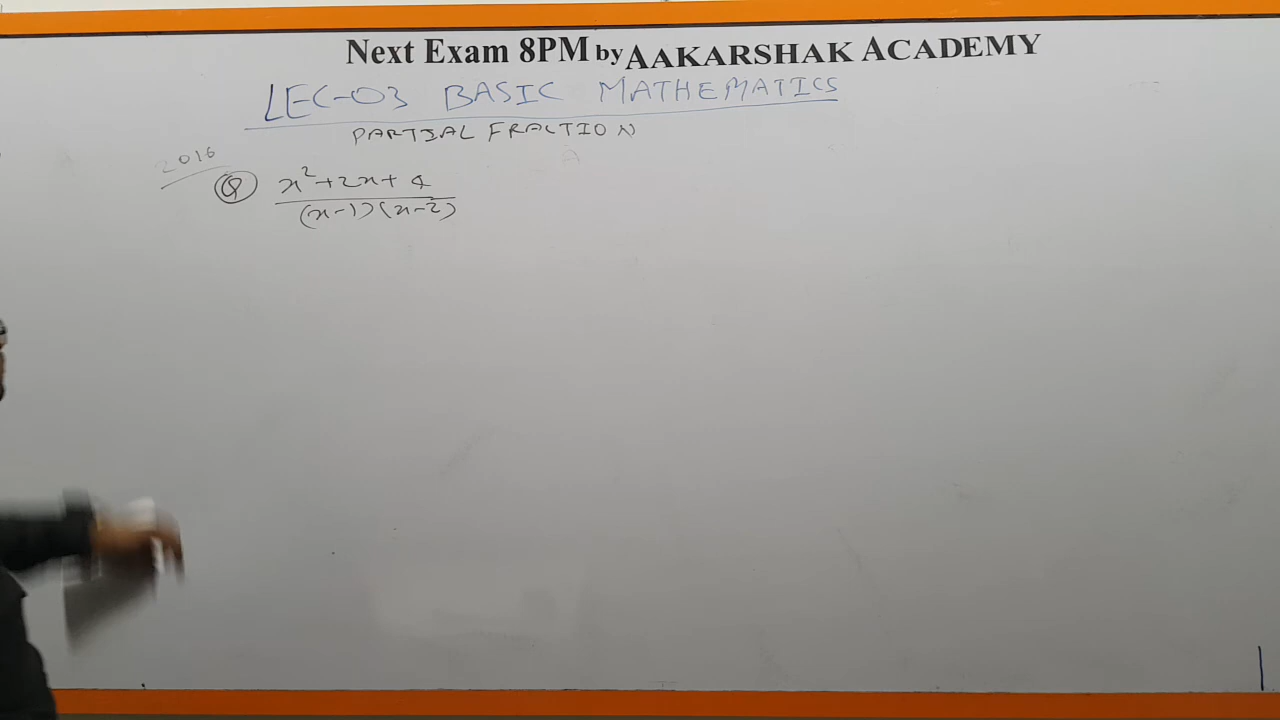 Next Exam 8PM by AAKARSHAK ACADEMY
LEC-03 BASIC MATHEMATICS
PARTIAL FRACTION
2016
Q x²+2x+4
(x-1)(x-2)